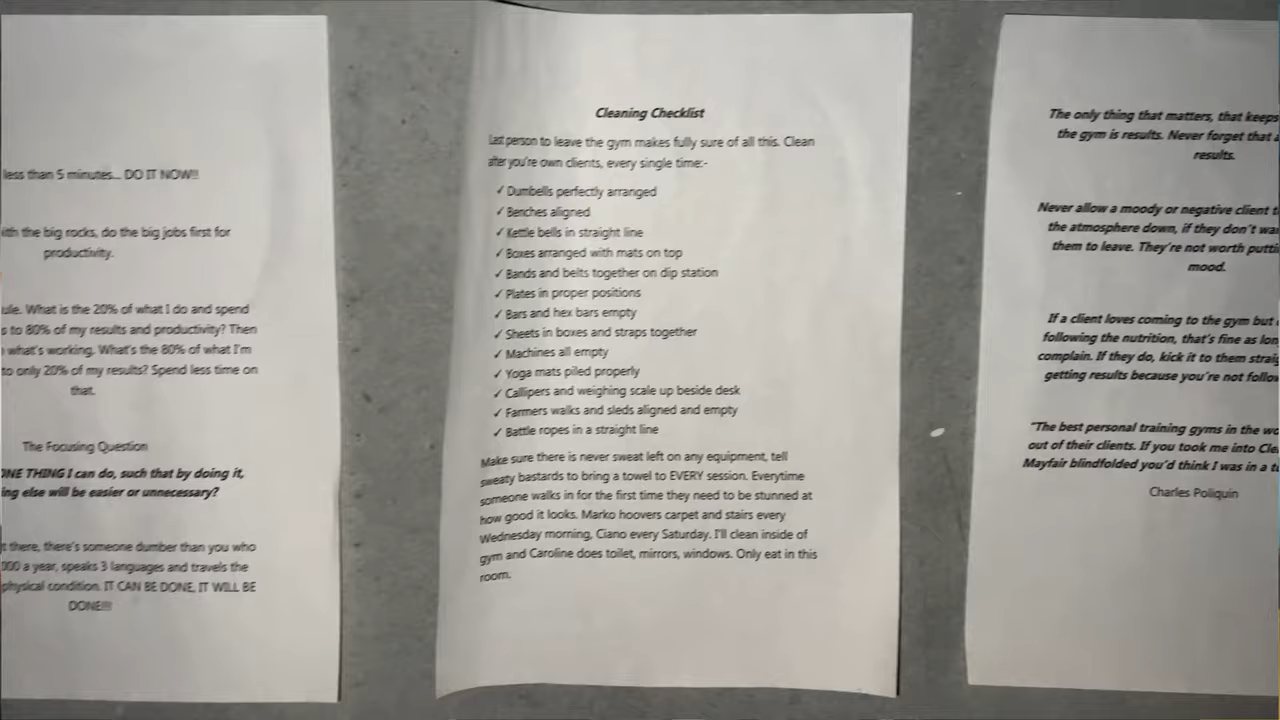 less than 5 minutes... DO IT NOW!!
ith the big rocks, do the big jobs first for
productivity.
ule. What is the 20% of what I do and spend
s to 80% of my results and productivity? Then
what's working. What's the 80% of what I'm
to only 20% of my results? Spend less time on
that.
The Focusing Question
ONE THING I can do, such that by doing it,
ing else will be easier or unnecessary?
t there, there's someone dumber than you who
000 a year, speaks 3 languages and travels the
physical condition. IT CAN BE DONE, IT WILL BE
DONE!!!!
Cleaning Checklist
Last person to leave the gym makes fully sure of all this. Clean
after you're own clients, every single time:-
✓ Dumbells perfectly arranged
✓ Benches aligned
✓ Kettle bells in straight line
✓ Boxes arranged with mats on top
✓ Bands and belts together on dip station
✓ Plates in proper positions
✓ Bars and hex bars empty
✓ Sheets in boxes and straps together
✓ Machines all empty
✓ Yoga mats piled properly
✓ Callipers and weighing scale up beside desk
✓ Farmers walks and sleds aligned and empty
✓ Battle ropes in a straight line
Make sure there is never sweat left on any equipment, tell
sweaty bastards to bring a towel to EVERY session. Everytime
someone walks in for the first time they need to be stunned at
how good it looks. Marko hoovers carpet and stairs every
Wednesday morning, Ciano every Saturday. I'll clean inside of
gym and Caroline does toilet, mirrors, windows. Only eat in this
room.
The only thing that matters, that keeps
the gym is results. Never forget that
results.
Never allow a moody or negative client t
the atmosphere down, if they don't wa
them to leave. They're not worth putti
mood.
If a client loves coming to the gym but
following the nutrition, that's fine as lon
complain. If they do, kick it to them straig
getting results because you're not follow
"The best personal training gyms in the wo
out of their clients. If you took me into Cle
Mayfair blindfolded you'd think I was in a t
Charles Poliquin